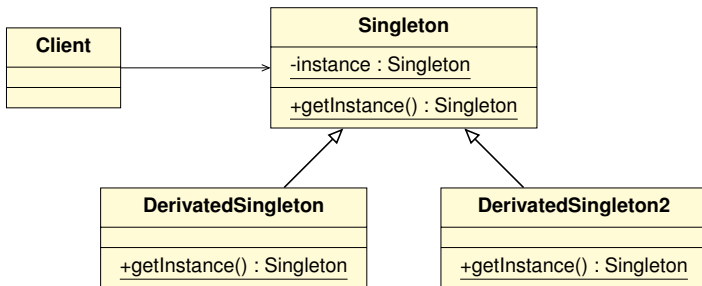 Singleton
Client
-instance : Singleton
+getInstance() : Singleton
DerivatedSingleton
DerivatedSingleton2
+getInstance() : Singleton
+getInstance() : Singleton